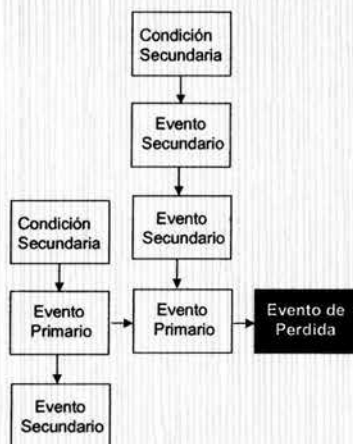 Condición
Secundaria
Evento
Secundario
Evento
Secundario
Condición
Secundaria
Evento
Primario
Evento
Primario
Evento de
Perdida
Evento
Secundario